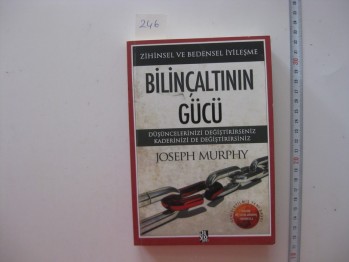 246
ZİHİNSEL VE BEDENSEL İYİLEŞME
BİLİNÇALTININ
GÜCÜ
DÜŞÜNCELERİNİZİ DEĞİŞTİRİRSENİZ
KADERİNİZİ DE DEĞİŞTİRİRSİNİZ
JOSEPH MURPHY